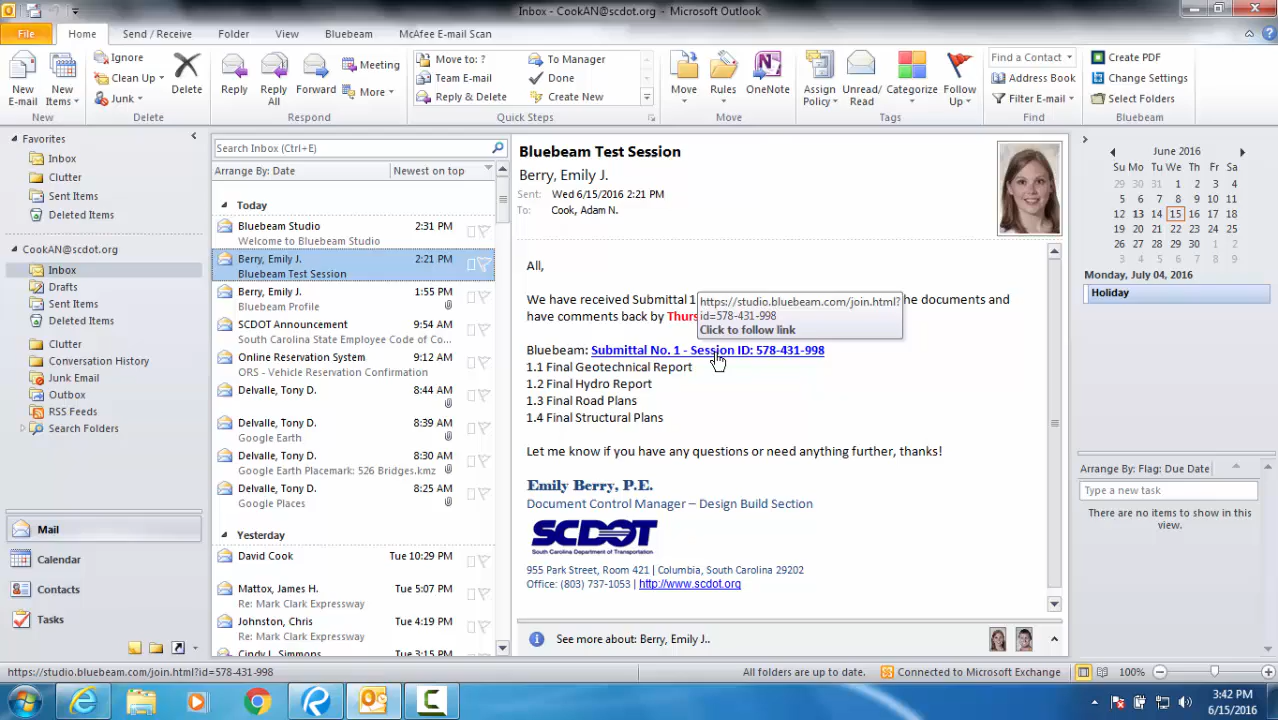 Inbox - CookAN@scdot.org - Microsoft Outlook
File Home Send / Receive Folder View Bluebeam McAfee E-mail Scan
New E-mail
New Items
New
Ignore
Clean Up
Junk
Delete
Delete
Reply
Reply All
Forward
Meeting
More
Respond
Move to: ?
Team E-mail
Reply & Delete
To Manager
Done
Create New
Quick Steps
Move
Rules
OneNote
Move
Assign Policy
Unread/ Read
Categorize
Follow Up
Tags
Find a Contact
Address Book
Filter E-mail
Find
Create PDF
Change Settings
Select Folders
Bluebeam
Favorites
Inbox
Clutter
Sent Items
Deleted Items
CookAN@scdot.org
Inbox
Drafts
Sent Items
Deleted Items
Clutter
Conversation History
Junk Email
Outbox
RSS Feeds
Search Folders
Mail
Calendar
Contacts
Tasks
Search Inbox (Ctrl+E)
Arrange By: Date Newest on top
Today
Bluebeam Studio 2:31 PM
Welcome to Bluebeam Studio
Berry, Emily J. 2:21 PM
Bluebeam Test Session
Berry, Emily J. 1:55 PM
Bluebeam Profile
SCDOT Announcement 9:54 AM
South Carolina State Employee Code of Co...
Online Reservation System 9:12 AM
ORS - Vehicle Reservation Confirmation
Delvalle, Tony D. 8:44 AM
Delvalle, Tony D. 8:39 AM
Google Earth
Delvalle, Tony D. 8:30 AM
Google Earth Placemark: 526 Bridges.kmz
Delvalle, Tony D. 8:25 AM
Google Places
Yesterday
David Cook Tue 10:29 PM
Mattox, James H. Tue 5:07 PM
Re: Mark Clark Expressway
Johnston, Chris Tue 4:19 PM
Re: Mark Clark Expressway
Cindy L. Simmons Tue 3:15 PM
Bluebeam Test Session
Berry, Emily J.
Sent: Wed 6/15/2016 2:21 PM
To: Cook, Adam N.
All,
We have received Submittal 1 he documents and
have comments back by Thurs
https://studio.bluebeam.com/join.html?
id=578-431-998
Click to follow link
Bluebeam: Submittal No. 1 - Session ID: 578-431-998
1.1 Final Geotechnical Report
1.2 Final Hydro Report
1.3 Final Road Plans
1.4 Final Structural Plans
Let me know if you have any questions or need anything further, thanks!
Emily Berry, P.E.
Document Control Manager – Design Build Section
SCDOT
South Carolina Department of Transportation
955 Park Street, Room 421 | Columbia, South Carolina 29202
Office: (803) 737-1053 | http://www.scdot.org
See more about: Berry, Emily J..
June 2016
Su Mo Tu We Th Fr Sa
29 30 31 1 2 3 4
5 6 7 8 9 10 11
12 13 14 15 16 17 18
19 20 21 22 23 24 25
26 27 28 29 30 1 2
3 4 5 6 7 8 9
Monday, July 04, 2016
Holiday
Arrange By: Flag: Due Date
Type a new task
There are no items to show in this
view.
https://studio.bluebeam.com/join.html?id=578-431-998 All folders are up to date. Connected to Microsoft Exchange 100%
3:42 PM
6/15/2016